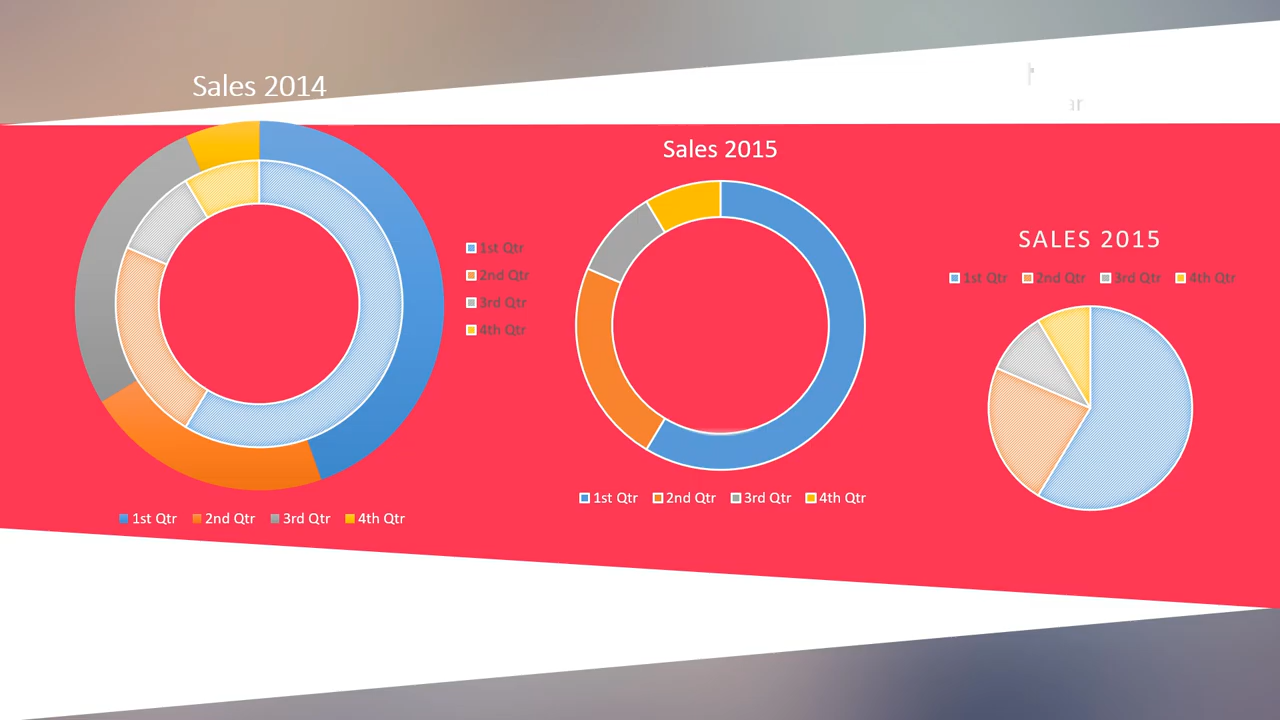 Sales 2014
1st Qtr
2nd Qtr
3rd Qtr
4th Qtr
1st Qtr 2nd Qtr 3rd Qtr 4th Qtr
Sales 2015
1st Qtr 2nd Qtr 3rd Qtr 4th Qtr
SALES 2015
1st Qtr 2nd Qtr 3rd Qtr 4th Qtr